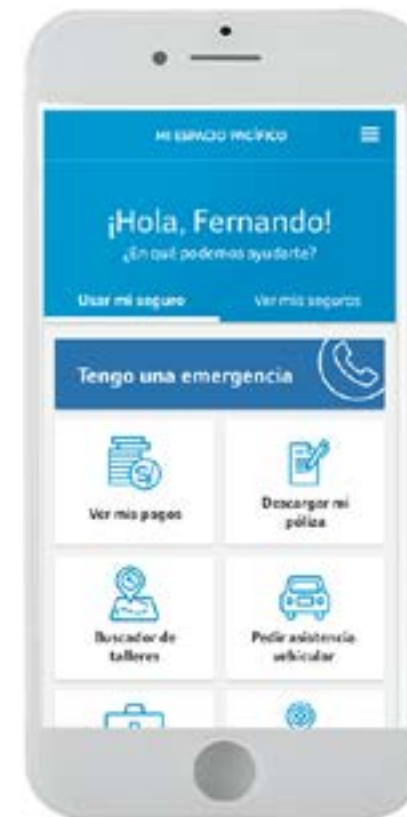 MI ESPACIO PACÍFICO
¡Hola, Fernando!
¿En qué podemos ayudarte?
Usar mi seguro
Ver mis seguros
Tengo una emergencia
Ver mis pagos
Descargar mi
póliza
Buscador de
talleres
Pedir asistencia
vehicular